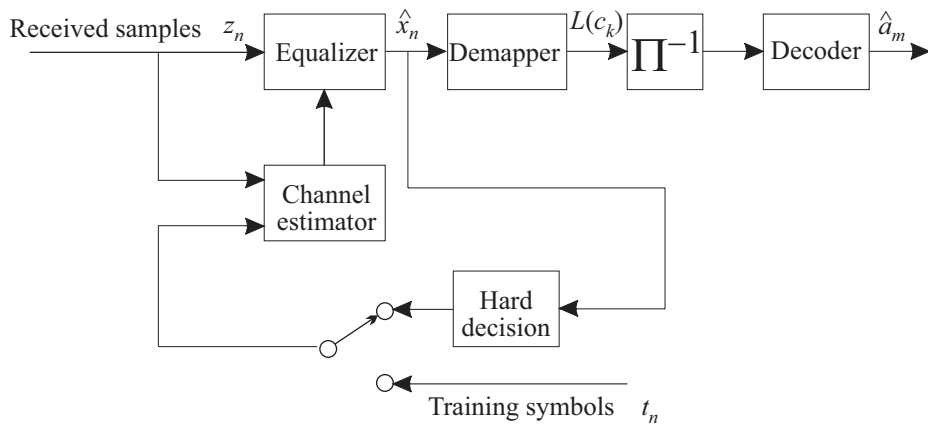 Received samples
z_n
Equalizer
x̂_n
Demapper
L(c_k)
∏^{-1}
Decoder
â_m
Channel
estimator
Hard
decision
Training symbols t_n